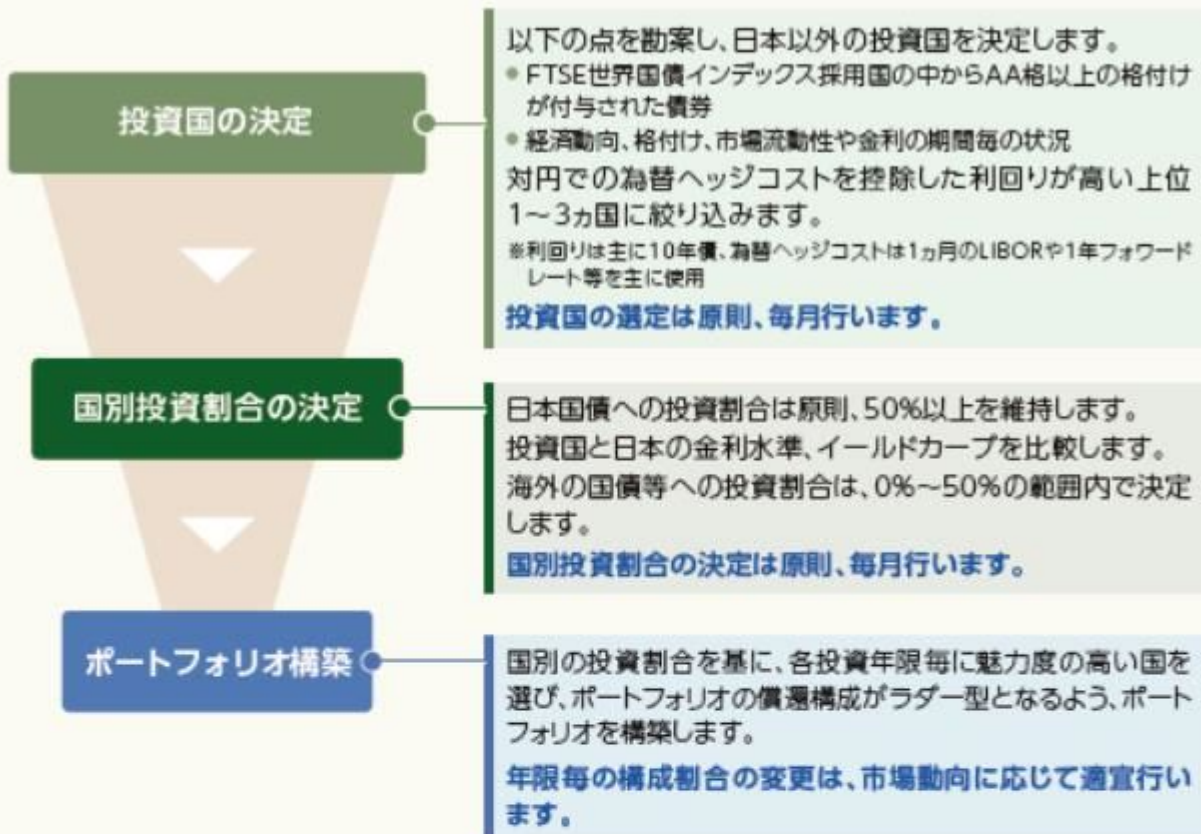 投資国の決定
以下の点を勘案し、日本以外の投資国を決定します。
●FTSE世界国債インデックス採用国の中からAA格以上の格付け
が付与された債券
●経済動向、格付け、市場流動性や金利の期間毎の状況
対円での為替ヘッジコストを控除した利回りが高い上位
1～3ヵ国に絞り込みます。
※利回りは主に10年債、為替ヘッジコストは1ヵ月のLIBORや1年フォワード
レート等を主に使用
投資国の選定は原則、毎月行います。
国別投資割合の決定
日本国債への投資割合は原則、50%以上を維持します。
投資国と日本の金利水準、イールドカーブを比較します。
海外の国債等への投資割合は、0%～50%の範囲内で決定
します。
国別投資割合の決定は原則、毎月行います。
ポートフォリオ構築
国別の投資割合を基に、各投資年限毎に魅力度の高い国を
選び、ポートフォリオの償還構成がラダー型となるよう、ポート
フォリオを構築します。
年限毎の構成割合の変更は、市場動向に応じて適宜行い
ます。